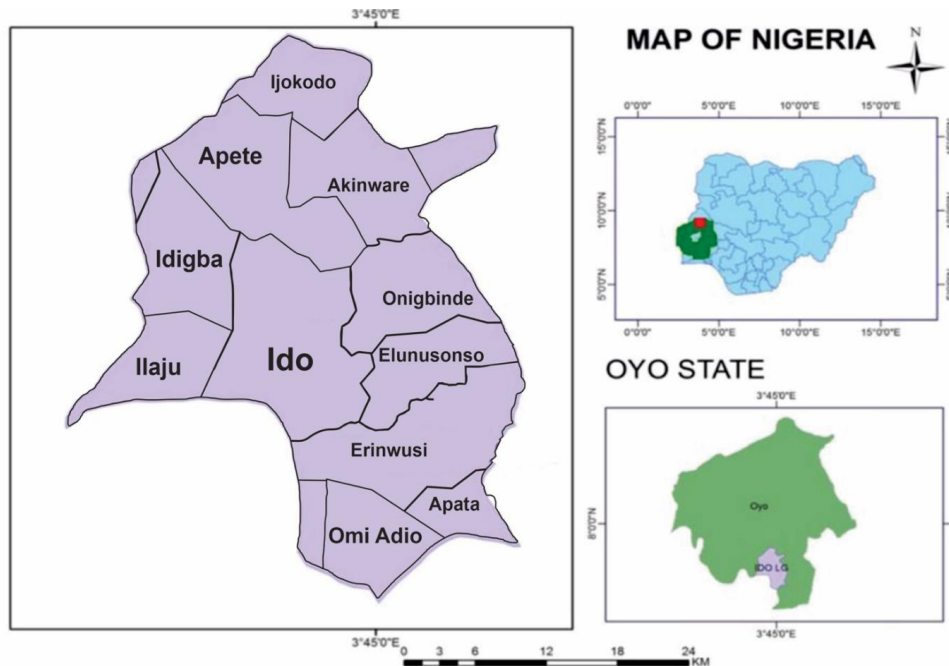 3°45'0"E
Ijokodo
Apete
Akinware
Idigba
Onigbinde
Elunusonso
Ido
Ilaju
Erinwusi
Apata
Omi Adio
3°45'0"E
MAP OF NIGERIA
N
0°0'0" 5°0'0"E 10°0'0"E 15°0'0"E
15°0'0"N
10°0'0"N
5°0'0"N
0°0'0"E 5°0'0"E 10°0'0"E 15°0'0"E
OYO STATE
3°45'0"E
Oyo
8°0'0"N
IDO LG
3°45'0"E
0 3 6 12 18 24
KM